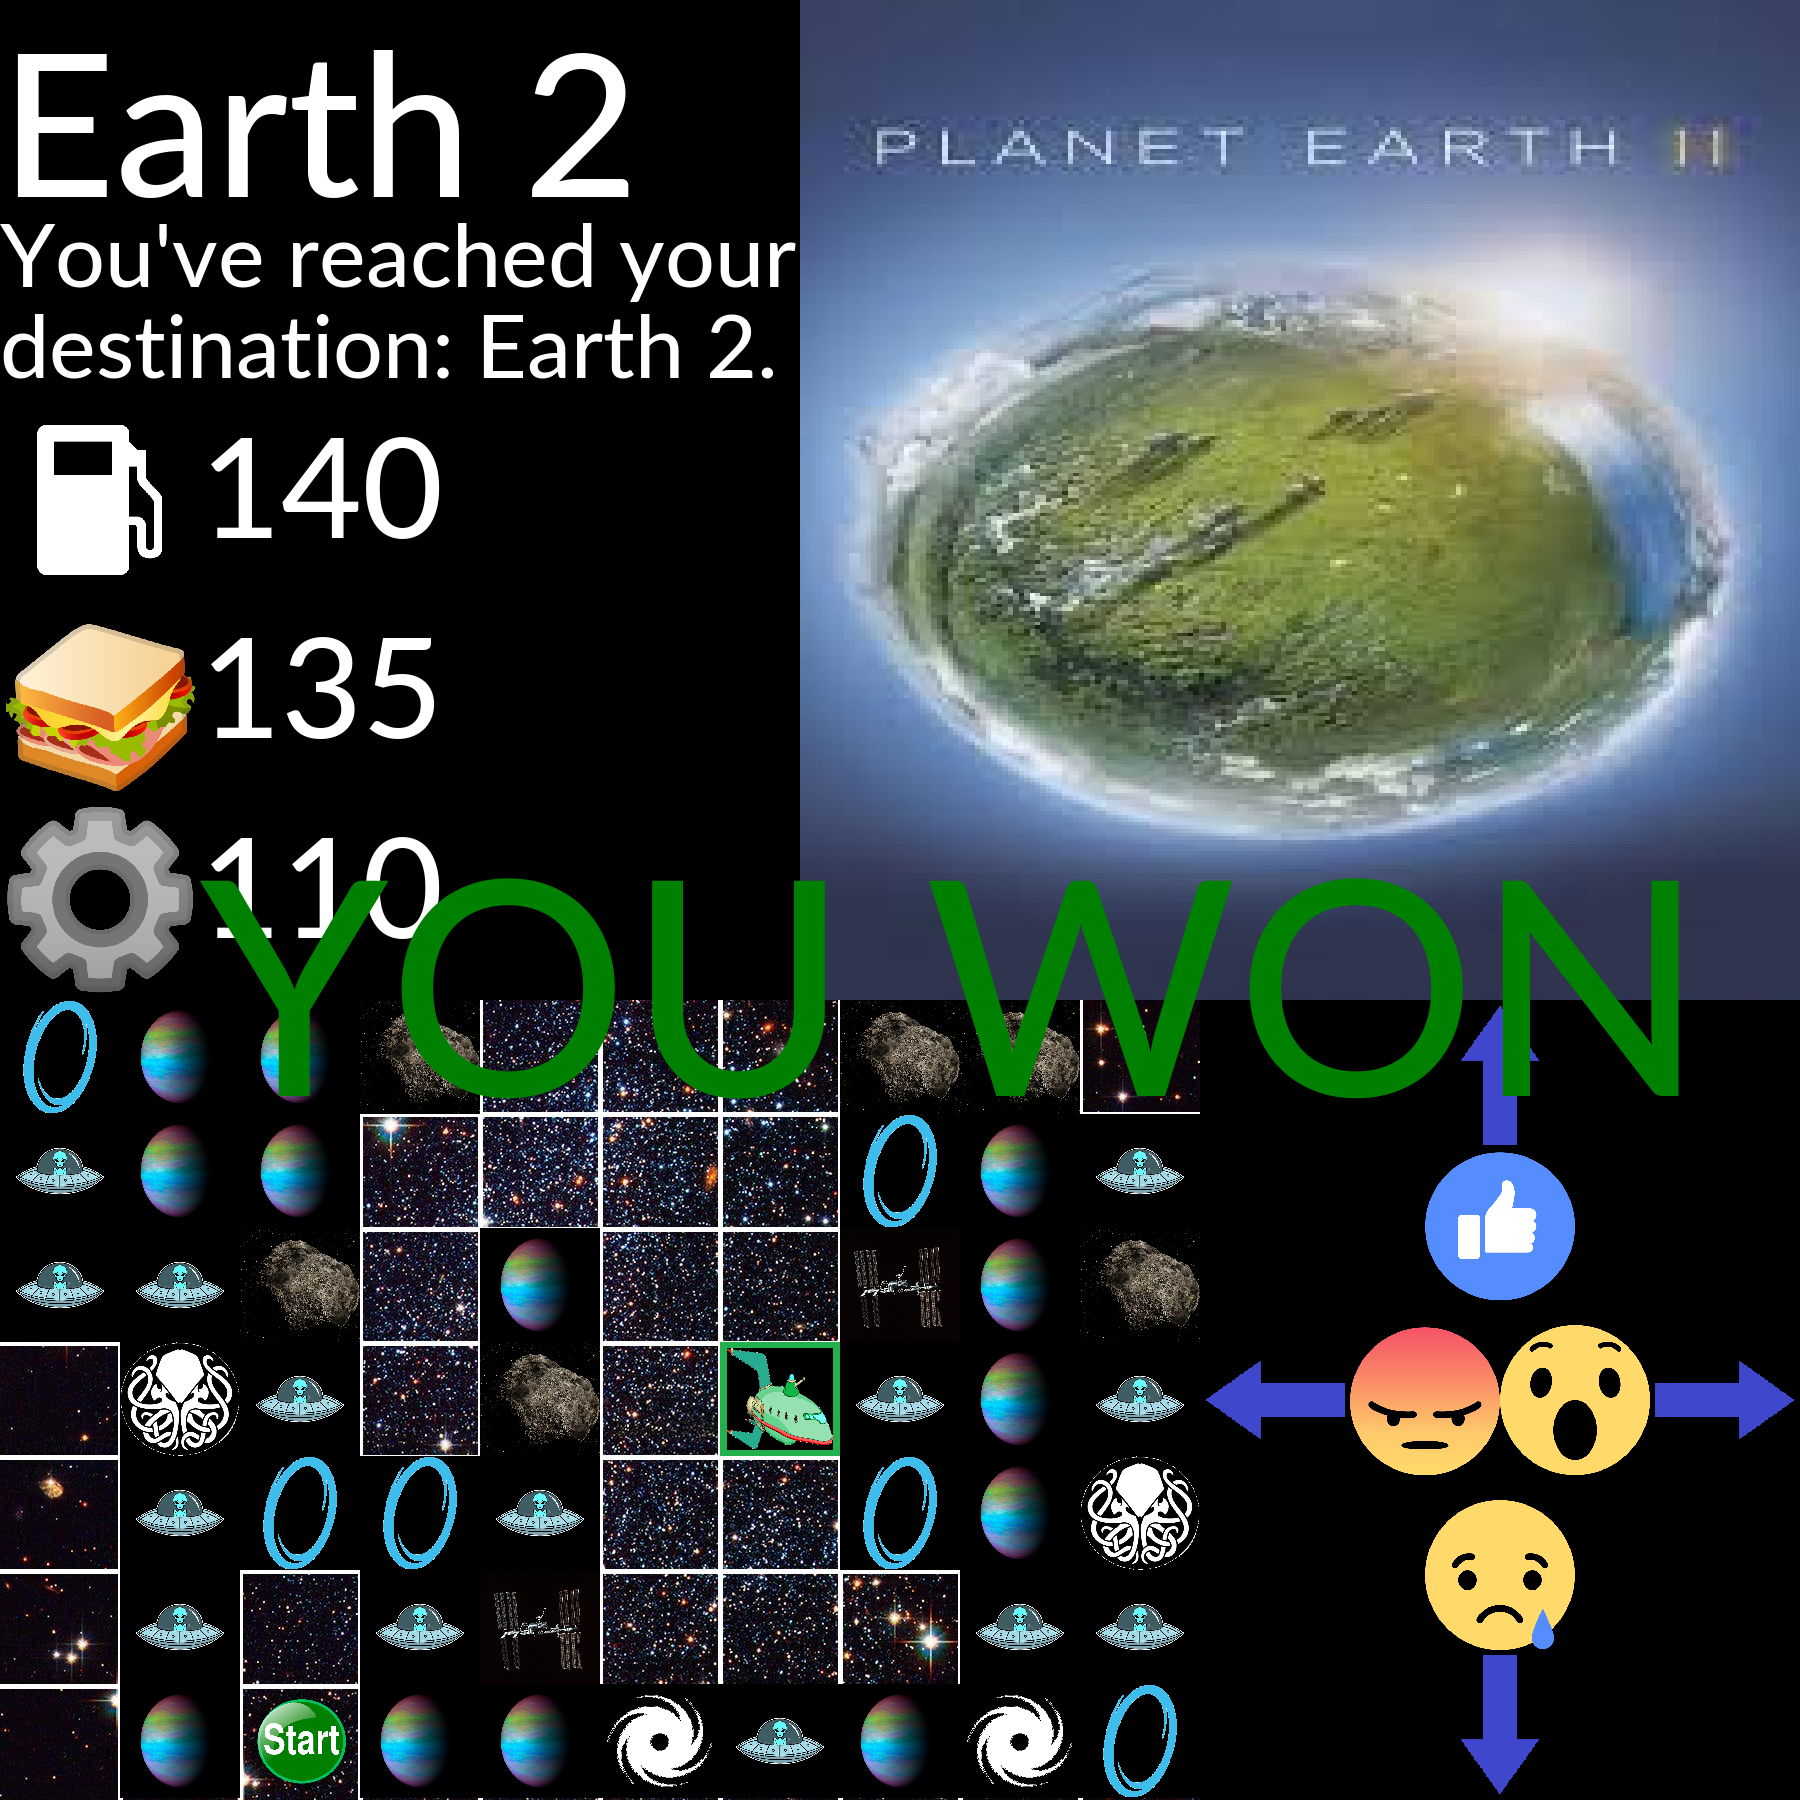 Earth 2
You've reached your
destination: Earth 2.
PLANET EARTH II
140
135
110
YOU WON
Start